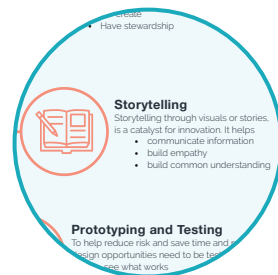 create
• Have stewardship
Storytelling
Storytelling through visuals or stories,
is a catalyst for innovation. It helps
• communicate information
• build empathy
• build common understanding
Prototyping and Testing
To help reduce risk and save time and
design opportunities need to be
see what works